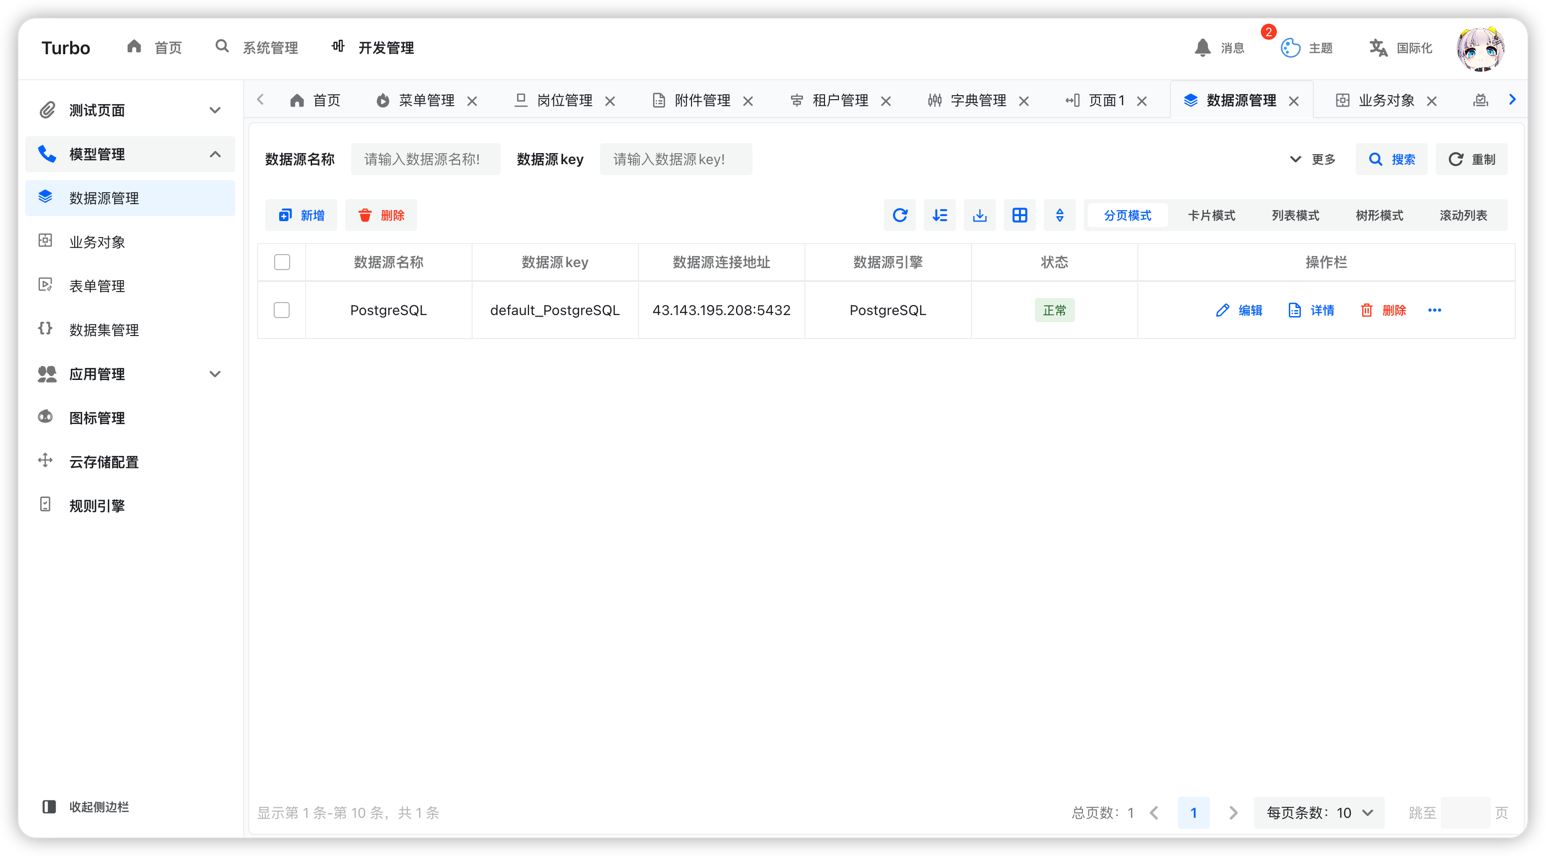 Turbo 首页 系统管理 开发管理 消息 2 主题 国际化
测试页面
模型管理
数据源管理
业务对象
表单管理
数据集管理
应用管理
图标管理
云存储配置
规则引擎
收起侧边栏
首页 菜单管理 岗位管理 附件管理 租户管理 字典管理 页面1 数据源管理 业务对象
数据源名称 请输入数据源名称! 数据源key 请输入数据源key! 更多 搜索 重制
新增 删除 分页模式 卡片模式 列表模式 树形模式 滚动列表
数据源名称 数据源key 数据源连接地址 数据源引擎 状态 操作栏
PostgreSQL default_PostgreSQL 43.143.195.208:5432 PostgreSQL 正常 编辑 详情 删除
显示第 1 条-第 10 条，共 1 条 总页数：1 1 每页条数：10 跳至 页